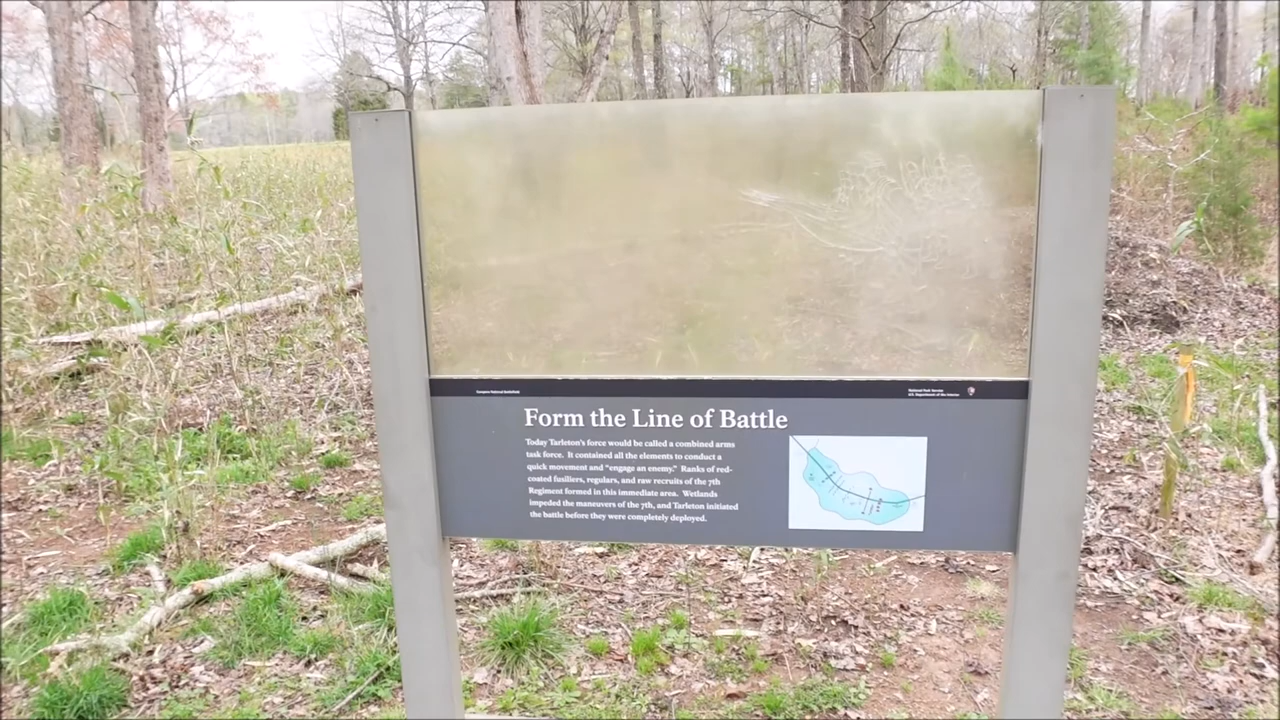 Cowpens National Battlefield
National Park Service
U.S. Department of the Interior
Form the Line of Battle
Today Tarleton's force would be called a combined arms
task force. It contained all the elements to conduct a
quick movement and "engage an enemy." Ranks of red-
coated fusiliers, regulars, and raw recruits of the 7th
Regiment formed in this immediate area. Wetlands
impeded the maneuvers of the 7th, and Tarleton initiated
the battle before they were completely deployed.